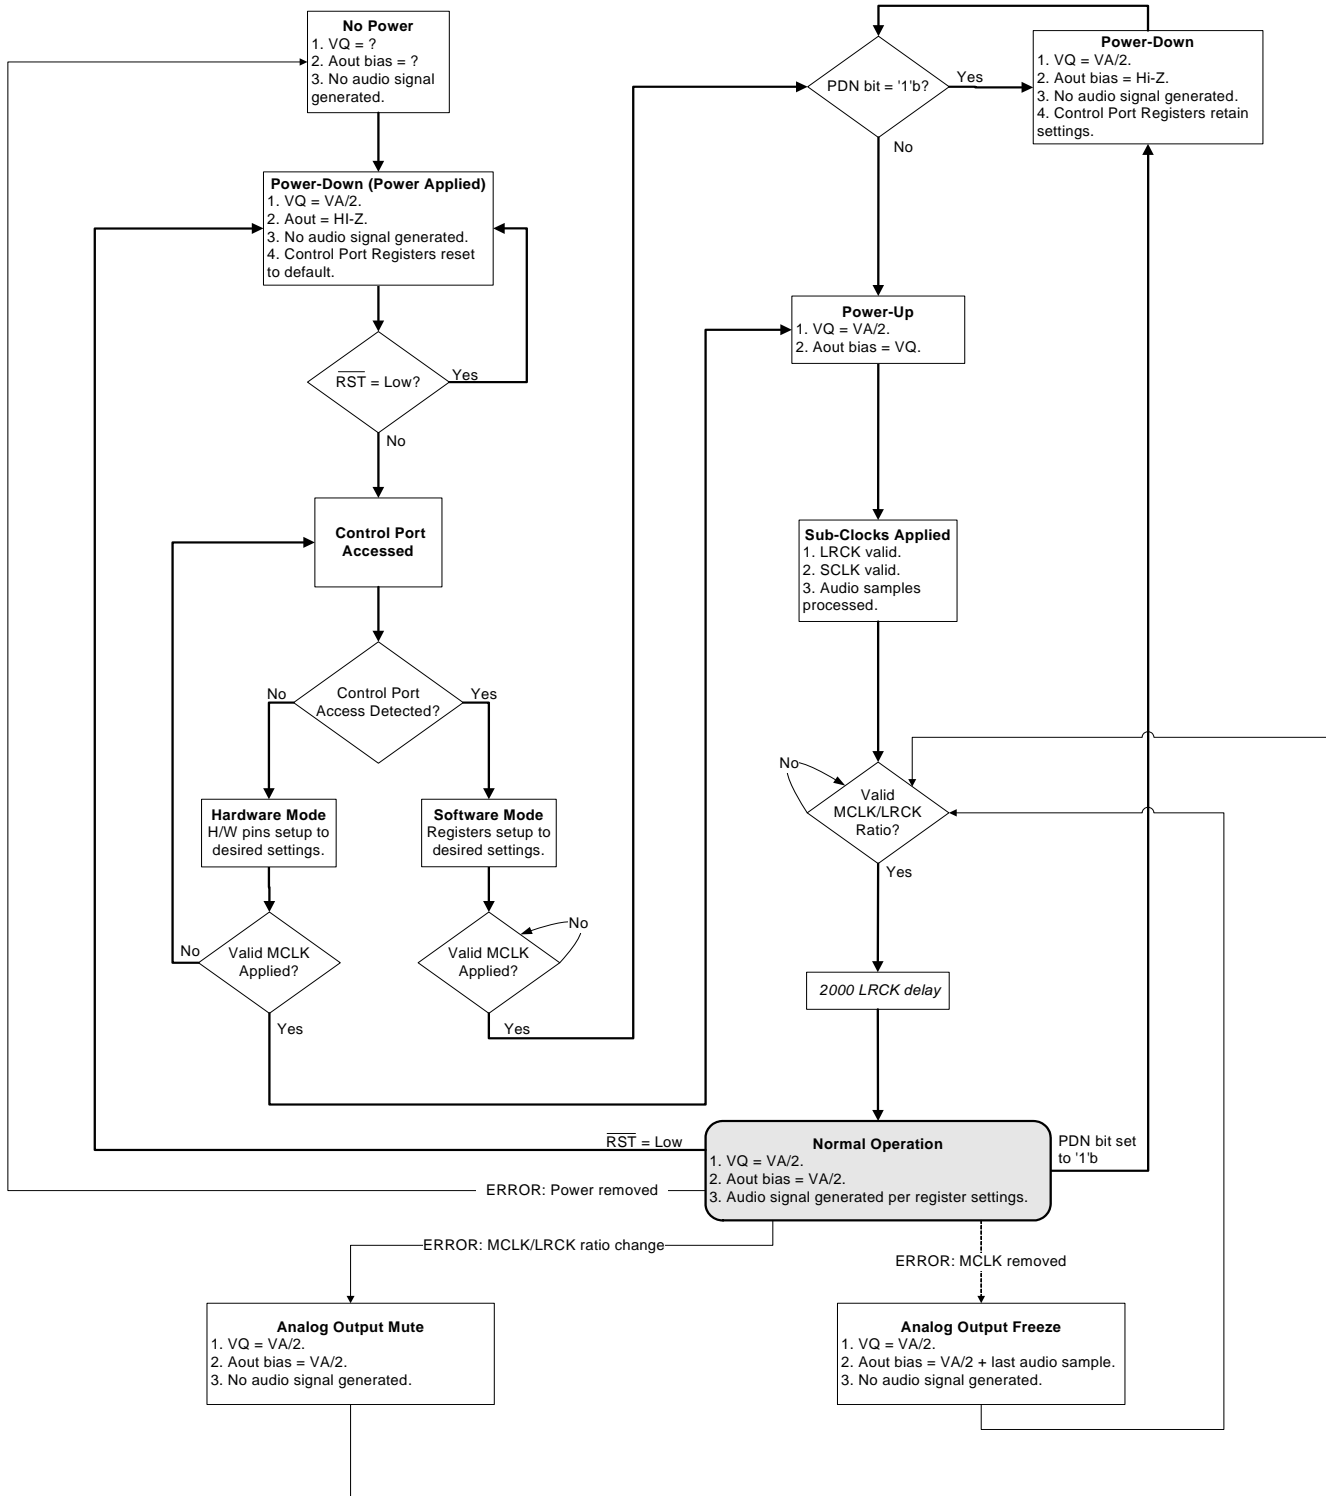 No Power
1. VQ = ?
2. Aout bias = ?
3. No audio signal
generated.
Power-Down (Power Applied)
1. VQ = VA/2.
2. Aout = HI-Z.
3. No audio signal generated.
4. Control Port Registers reset
to default.
RST = Low?
Yes
No
Control Port
Accessed
Control Port
Access Detected?
No
Yes
Hardware Mode
H/W pins setup to
desired settings.
Software Mode
Registers setup to
desired settings.
Valid MCLK
Applied?
No
Yes
Valid MCLK
Applied?
No
Yes
PDN bit = '1'b?
Yes
No
Power-Down
1. VQ = VA/2.
2. Aout bias = Hi-Z.
3. No audio signal generated.
4. Control Port Registers retain
settings.
Power-Up
1. VQ = VA/2.
2. Aout bias = VQ.
Sub-Clocks Applied
1. LRCK valid.
2. SCLK valid.
3. Audio samples
processed.
No
Valid
MCLK/LRCK
Ratio?
Yes
2000 LRCK delay
Normal Operation
1. VQ = VA/2.
2. Aout bias = VA/2.
3. Audio signal generated per register settings.
RST = Low
PDN bit set
to '1'b
ERROR: Power removed
ERROR: MCLK/LRCK ratio change
ERROR: MCLK removed
Analog Output Mute
1. VQ = VA/2.
2. Aout bias = VA/2.
3. No audio signal generated.
Analog Output Freeze
1. VQ = VA/2.
2. Aout bias = VA/2 + last audio sample.
3. No audio signal generated.